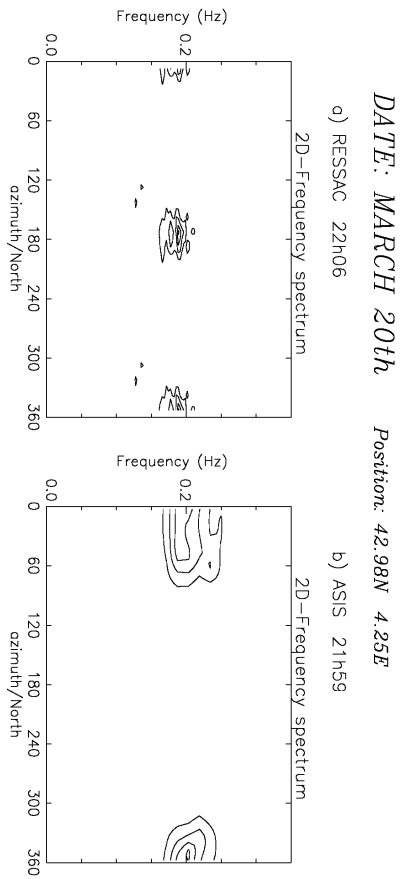 DATE: MARCH 20th Position: 42.98N 4.25E
a) RESSAC 22h06
2D-Frequency spectrum
Frequency (Hz)
0.2
0.0
0 60 120 180 240 300 360
azimuth/North
b) ASIS 21h59
2D-Frequency spectrum
Frequency (Hz)
0.2
0.0
0 60 120 180 240 300 360
azimuth/North